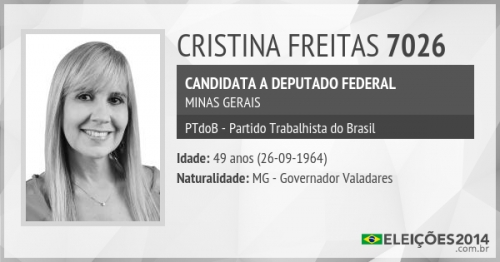 CRISTINA FREITAS 7026
CANDIDATA A DEPUTADO FEDERAL
MINAS GERAIS
PTdoB - Partido Trabalhista do Brasil
Idade: 49 anos (26-09-1964)
Naturalidade: MG - Governador Valadares
ELEIÇÕES2014
.com.br